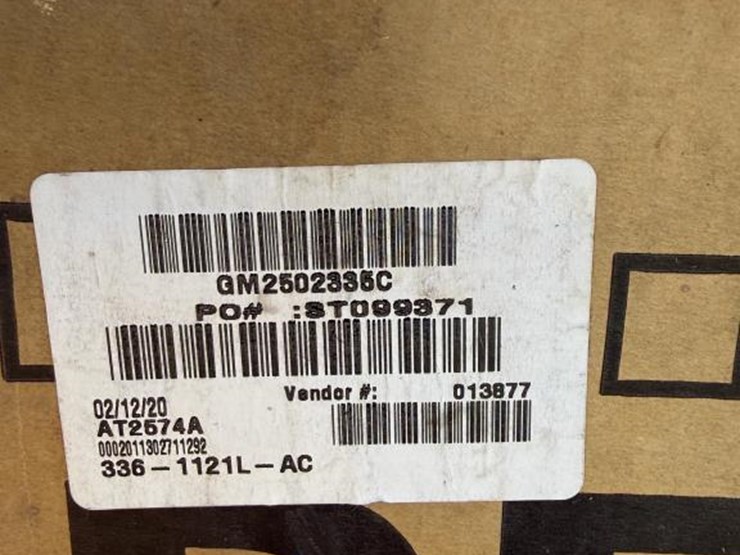 GM2502335C
PO# :ST099371
Vendor #: 013877
02/12/20
AT2574A
0002011302711292
336-1121L-AC